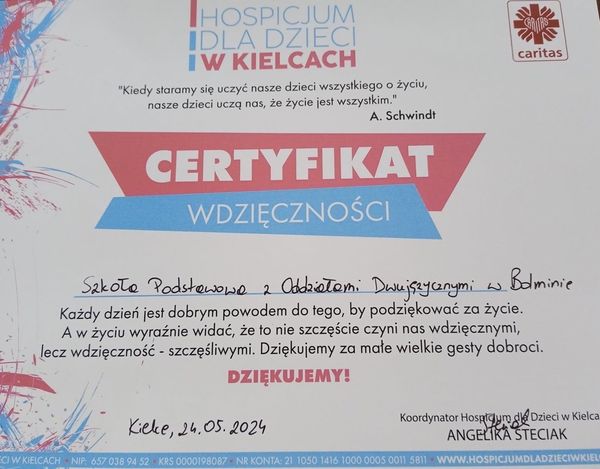 HOSPICJUM
DLA DZIECI
W KIELCACH
caritas
"Kiedy staramy się uczyć nasze dzieci wszystkiego o życiu,
nasze dzieci uczą nas, że życie jest wszystkim."
A. Schwindt
CERTYFIKAT
WDZIĘCZNOŚCI
Szkoła Podstawowa z Oddziałami Dwujęzycznymi w Bolminie
Każdy dzień jest dobrym powodem do tego, by podziękować za życie.
A w życiu wyraźnie widać, że to nie szczęście czyni nas wdzięcznymi,
lecz wdzięczność - szczęśliwymi. Dziękujemy za małe wielkie gesty dobroci.
DZIĘKUJEMY!
Kielce, 24.05.2024
Koordynator Hospicjum dla Dzieci w Kielca
ANGELIKA STECIAK
ECI W KIELCACH • NIP: 657 038 94 52 • KRS 0000198087 • NR KONTA: 21 1050 1416 1000 0005 0011 5811 • WWW.HOSPICJUMDLADZIECIWKIELC